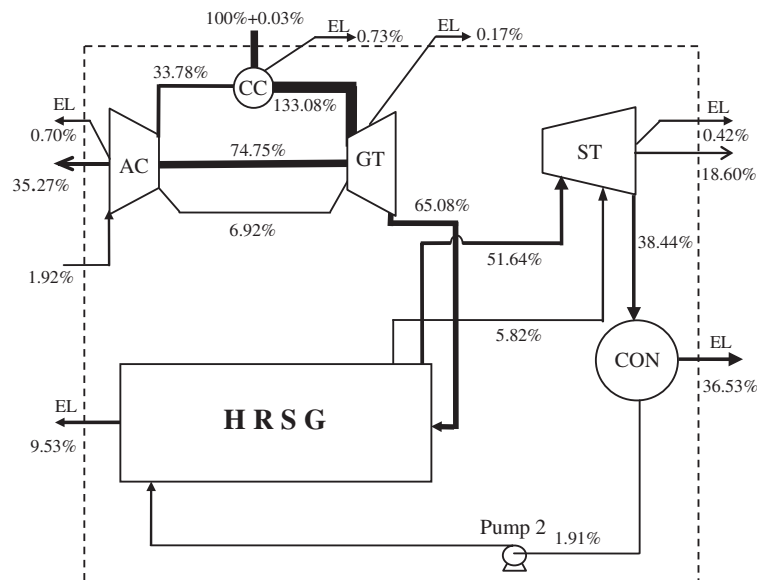 100%+0.03%
EL
0.73%
EL
0.17%
33.78%
CC
133.08%
EL
0.70%
35.27%
AC
74.75%
GT
6.92%
1.92%
65.08%
ST
EL
0.42%
18.60%
51.64%
38.44%
5.82%
CON
EL
36.53%
EL
9.53%
HRSG
Pump 2
1.91%